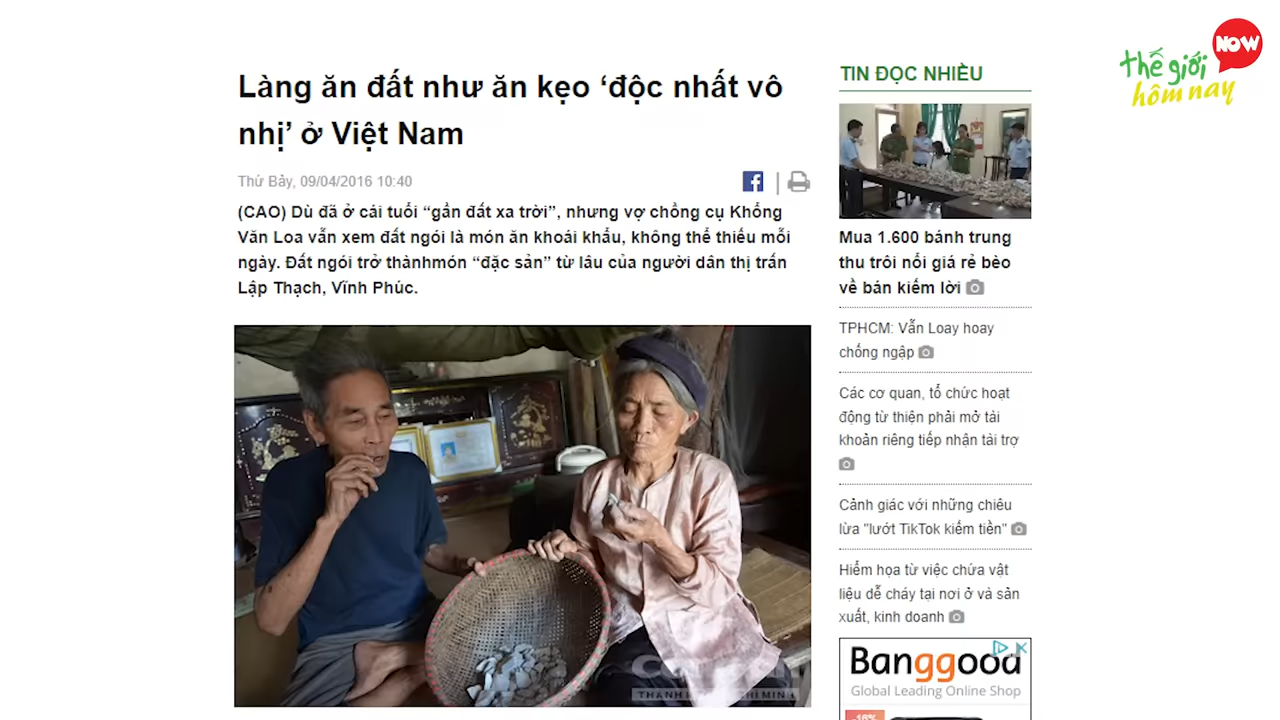 Làng ăn đất như ăn kẹo ‘độc nhất vô
nhị’ ở Việt Nam
Thứ Bảy, 09/04/2016 10:40
(CAO) Dù đã ở cái tuổi “gần đất xa trời”, nhưng vợ chồng cụ Khổng
Văn Loa vẫn xem đất ngói là món ăn khoái khẩu, không thể thiếu mỗi
ngày. Đất ngói trở thànhmón “đặc sản” từ lâu của người dân thị trấn
Lập Thạch, Vĩnh Phúc.
TIN ĐỌC NHIỀU
Mua 1.600 bánh trung
thu trôi nổi giá rẻ bèo
về bán kiếm lời
TPHCM: Vẫn Loay hoay
chống ngập
Các cơ quan, tổ chức hoạt
động từ thiện phải mở tài
khoản riêng tiếp nhận tài trợ
Cảnh giác với những chiêu
lừa "lướt TikTok kiếm tiền"
Hiểm họa từ việc chứa vật
liệu dễ cháy tại nơi ở và sản
xuất, kinh doanh
Banggood
Global Leading Online Shop
thế giới
hôm nay
NOW